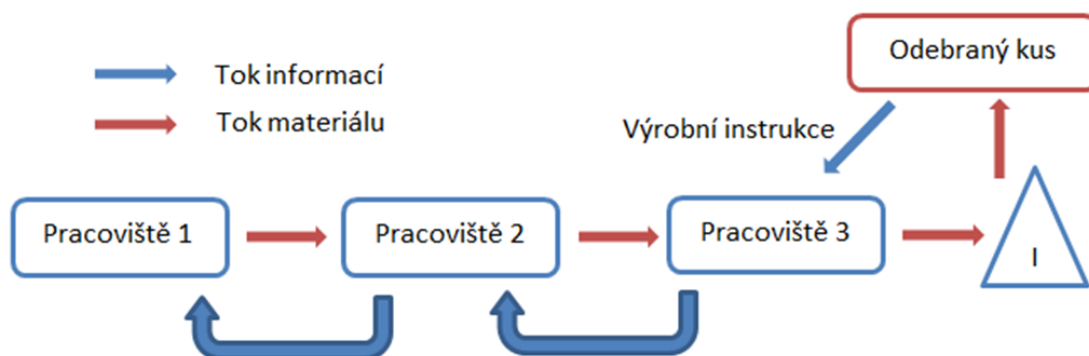 Tok informací
Tok materiálu
Odebraný kus
Výrobní instrukce
Pracoviště 1
Pracoviště 2
Pracoviště 3
I